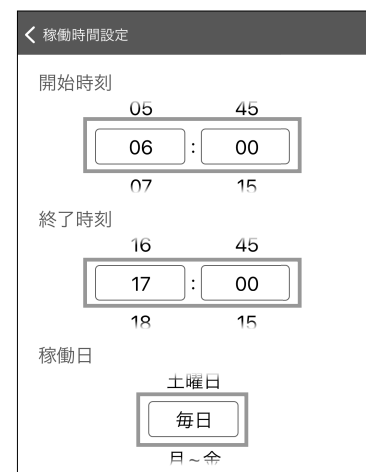 稼働時間設定
開始時刻
05 45
06 : 00
07 15
終了時刻
16 45
17 : 00
18 15
稼働日
土曜日
毎日
月~金